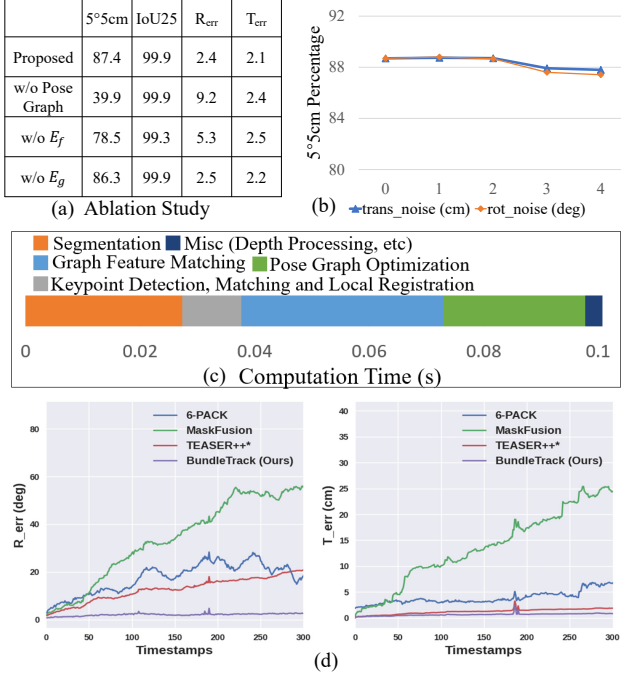 5°5cm IoU25 R_err T_err
Proposed 87.4 99.9 2.4 2.1
w/o Pose Graph 39.9 99.9 9.2 2.4
w/o E_f 78.5 99.3 5.3 2.5
w/o E_g 86.3 99.9 2.5 2.2
(a) Ablation Study
5°5cm Percentage
92
88
84
80
0 1 2 3 4
(b) trans_noise (cm) rot_noise (deg)
Segmentation Misc (Depth Processing, etc)
Graph Feature Matching Pose Graph Optimization
Keypoint Detection, Matching and Local Registration
0 0.02 0.04 0.06 0.08 0.1
(c) Computation Time (s)
R_err (deg)
80
60
40
20
0
6-PACK
MaskFusion
TEASER++*
BundleTrack (Ours)
0 50 100 150 200 250 300
Timestamps
T_err (cm)
40
35
30
25
20
15
10
5
0
6-PACK
MaskFusion
TEASER++*
BundleTrack (Ours)
0 50 100 150 200 250 300
Timestamps
(d)